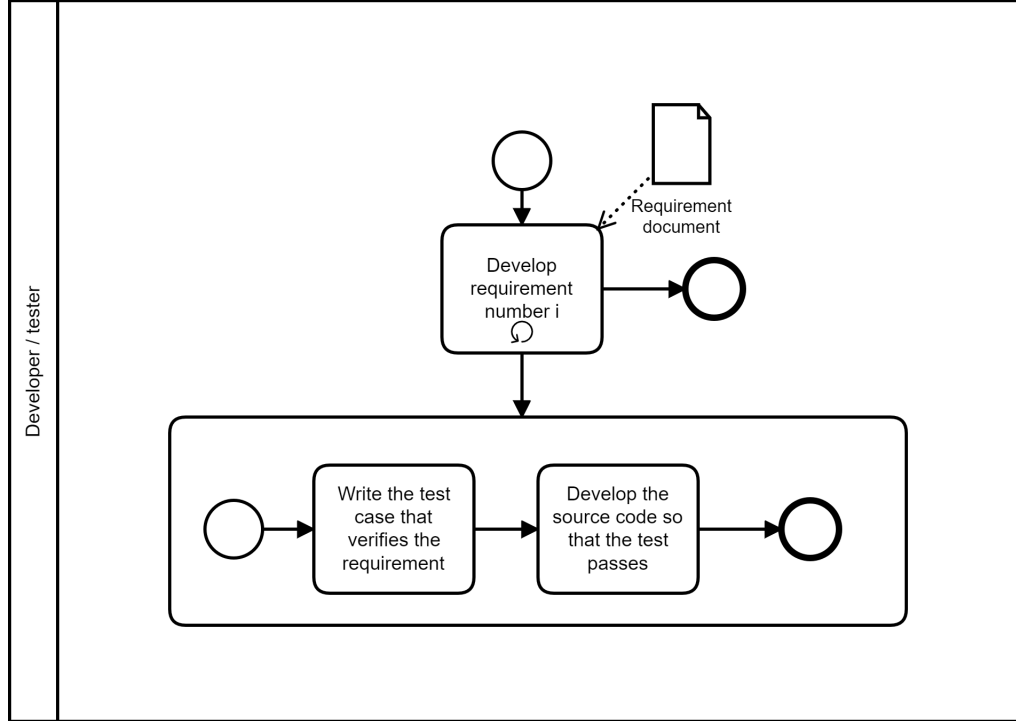 Developer / tester
Requirement
document
Develop
requirement
number i
Write the test
case that
verifies the
requirement
Develop the
source code so
that the test
passes